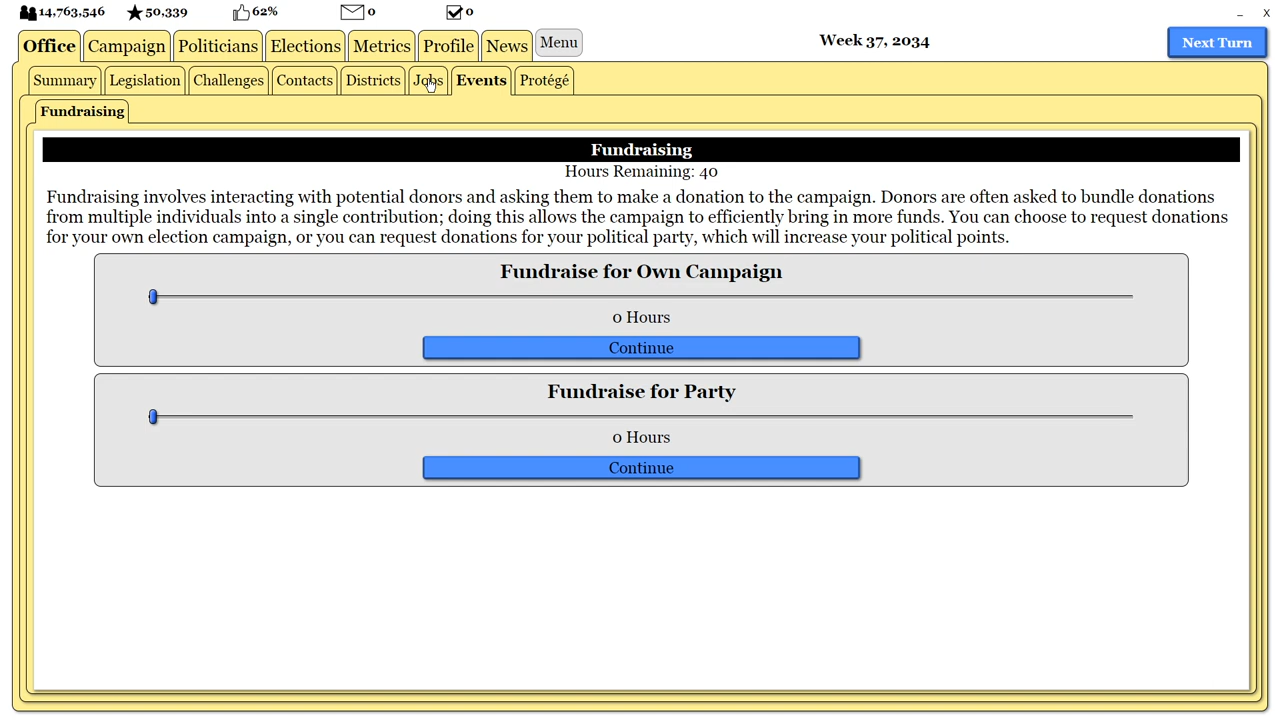 14,763,546 50,339 62% 0 0 _ X
Office Campaign Politicians Elections Metrics Profile News Menu Week 37, 2034 Next Turn
Summary Legislation Challenges Contacts Districts Jobs Events Protégé
Fundraising
Fundraising
Hours Remaining: 40
Fundraising involves interacting with potential donors and asking them to make a donation to the campaign. Donors are often asked to bundle donations
from multiple individuals into a single contribution; doing this allows the campaign to efficiently bring in more funds. You can choose to request donations
for your own election campaign, or you can request donations for your political party, which will increase your political points.
Fundraise for Own Campaign
0 Hours
Continue
Fundraise for Party
0 Hours
Continue